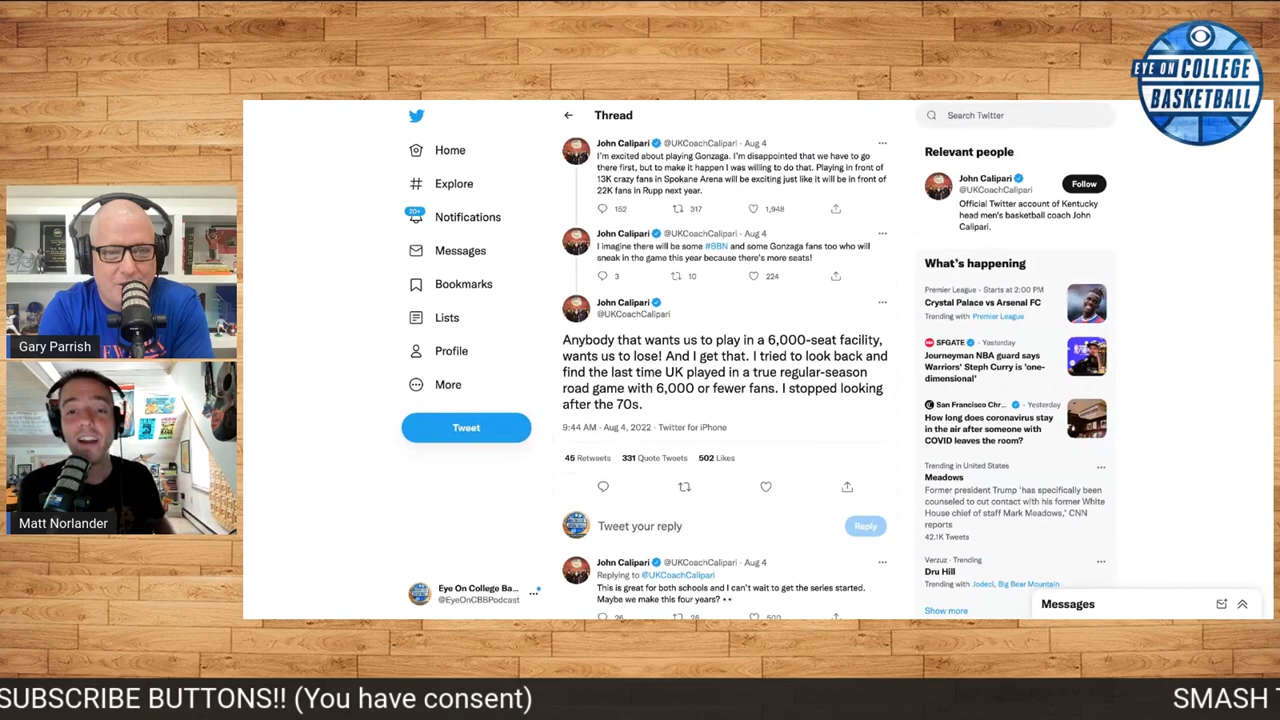 EYE ON COLLEGE
BASKETBALL
Gary Parrish
Matt Norlander
Home
Explore
20+
Notifications
Messages
Bookmarks
Lists
Profile
More
Tweet
Eye On College Ba...
@EyeOnCBBPodcast
Thread
John Calipari @UKCoachCalipari · Aug 4
I'm excited about playing Gonzaga. I'm disappointed that we have to go
there first, but to make it happen I was willing to do that. Playing in front of
13K crazy fans in Spokane Arena will be exciting just like it will be in front of
22K fans in Rupp next year.
152 317 1,948
John Calipari @UKCoachCalipari · Aug 4
I imagine there will be some #BBN and some Gonzaga fans too who will
sneak in the game this year because there's more seats!
3 10 224
John Calipari
@UKCoachCalipari
Anybody that wants us to play in a 6,000-seat facility,
wants us to lose! And I get that. I tried to look back and
find the last time UK played in a true regular-season
road game with 6,000 or fewer fans. I stopped looking
after the 70s.
9:44 AM · Aug 4, 2022 · Twitter for iPhone
45 Retweets 331 Quote Tweets 502 Likes
Tweet your reply
Reply
John Calipari @UKCoachCalipari · Aug 4
Replying to @UKCoachCalipari
This is great for both schools and I can't wait to get the series started.
Maybe we make this four years?
26 26 500
Search Twitter
Relevant people
John Calipari
@UKCoachCalipari
Follow
Official Twitter account of Kentucky
head men's basketball coach John
Calipari.
What's happening
Premier League · Starts at 2:00 PM
Crystal Palace vs Arsenal FC
Trending with Premier League
SFGATE · Yesterday
Journeyman NBA guard says
Warriors' Steph Curry is 'one-
dimensional'
San Francisco Chr... · Yesterday
How long does coronavirus stay
in the air after someone with
COVID leaves the room?
Trending in United States
Meadows
Former president Trump 'has specifically been
counseled to cut contact with his former White
House chief of staff Mark Meadows,' CNN
reports
42.1K Tweets
Verzuz · Trending
Dru Hill
Trending with Jodeci, Big Bear Mountain
Show more
Messages
SUBSCRIBE BUTTONS!! (You have consent) SMASH